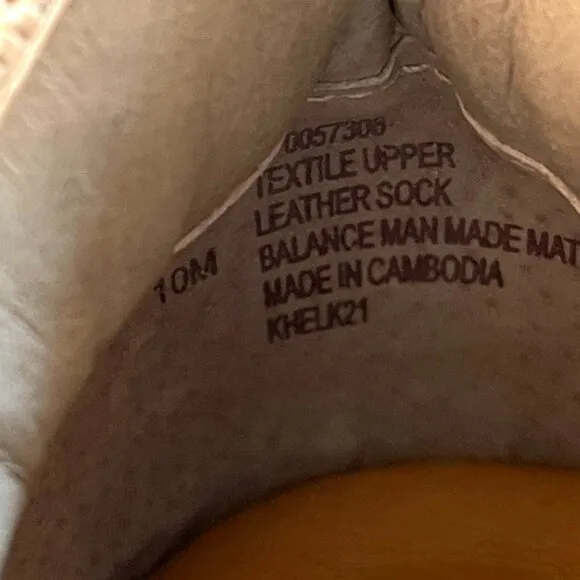 0057308
TEXTILE UPPER
LEATHER SOCK
BALANCE MAN MADE MAT
MADE IN CAMBODIA
KHELK21
10M